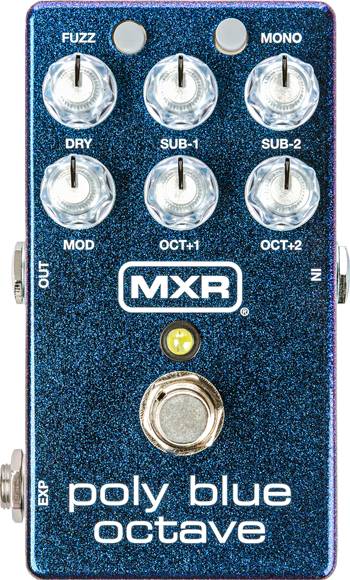 FUZZ MONO
DRY SUB-1 SUB-2
MOD OCT+1 OCT+2
OUT
IN
MXR®
EXP
poly blue
octave